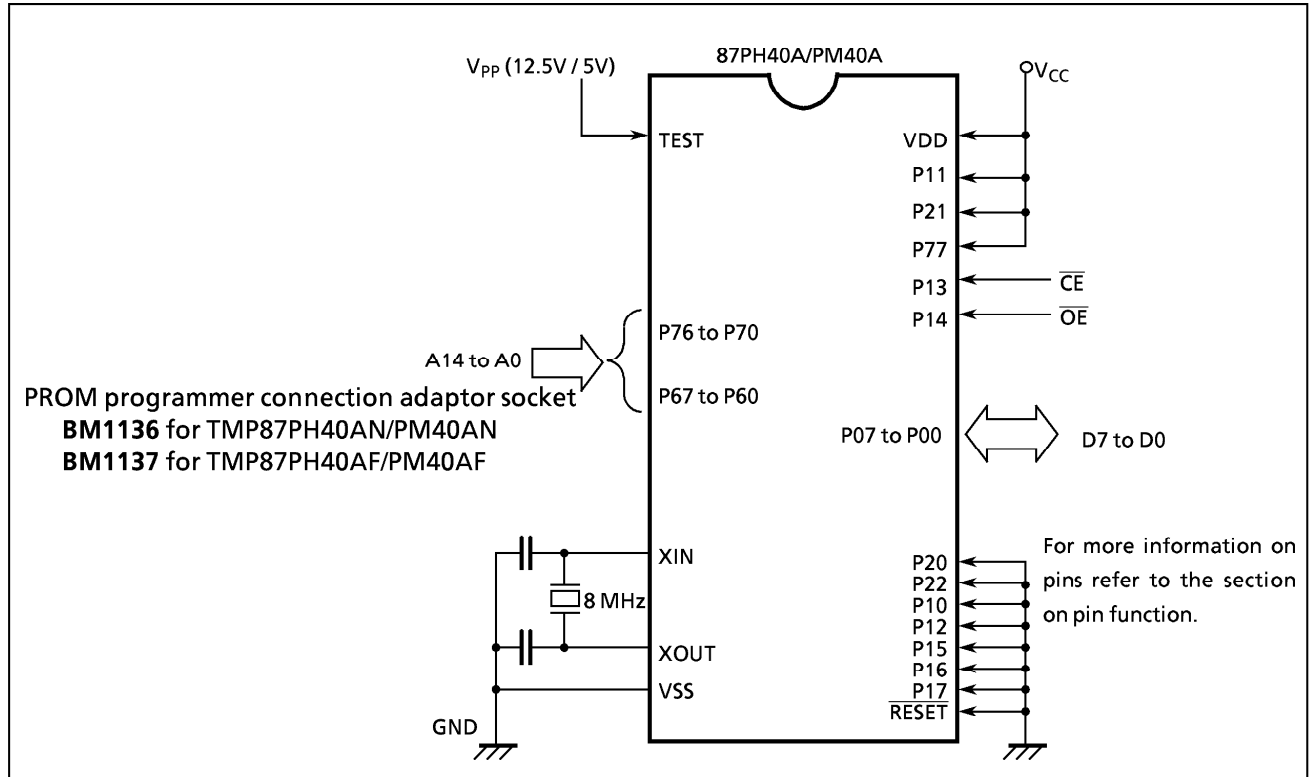 87PH40A/PM40A
VPP (12.5V / 5V)
VCC
TEST
VDD
P11
P21
P77
P13
CE
P14
OE
P76 to P70
A14 to A0
P67 to P60
PROM programmer connection adaptor socket
BM1136 for TMP87PH40AN/PM40AN
BM1137 for TMP87PH40AF/PM40AF
P07 to P00
D7 to D0
XIN
8 MHz
XOUT
VSS
GND
P20
P22
P10
P12
P15
P16
P17
RESET
For more information on
pins refer to the section
on pin function.